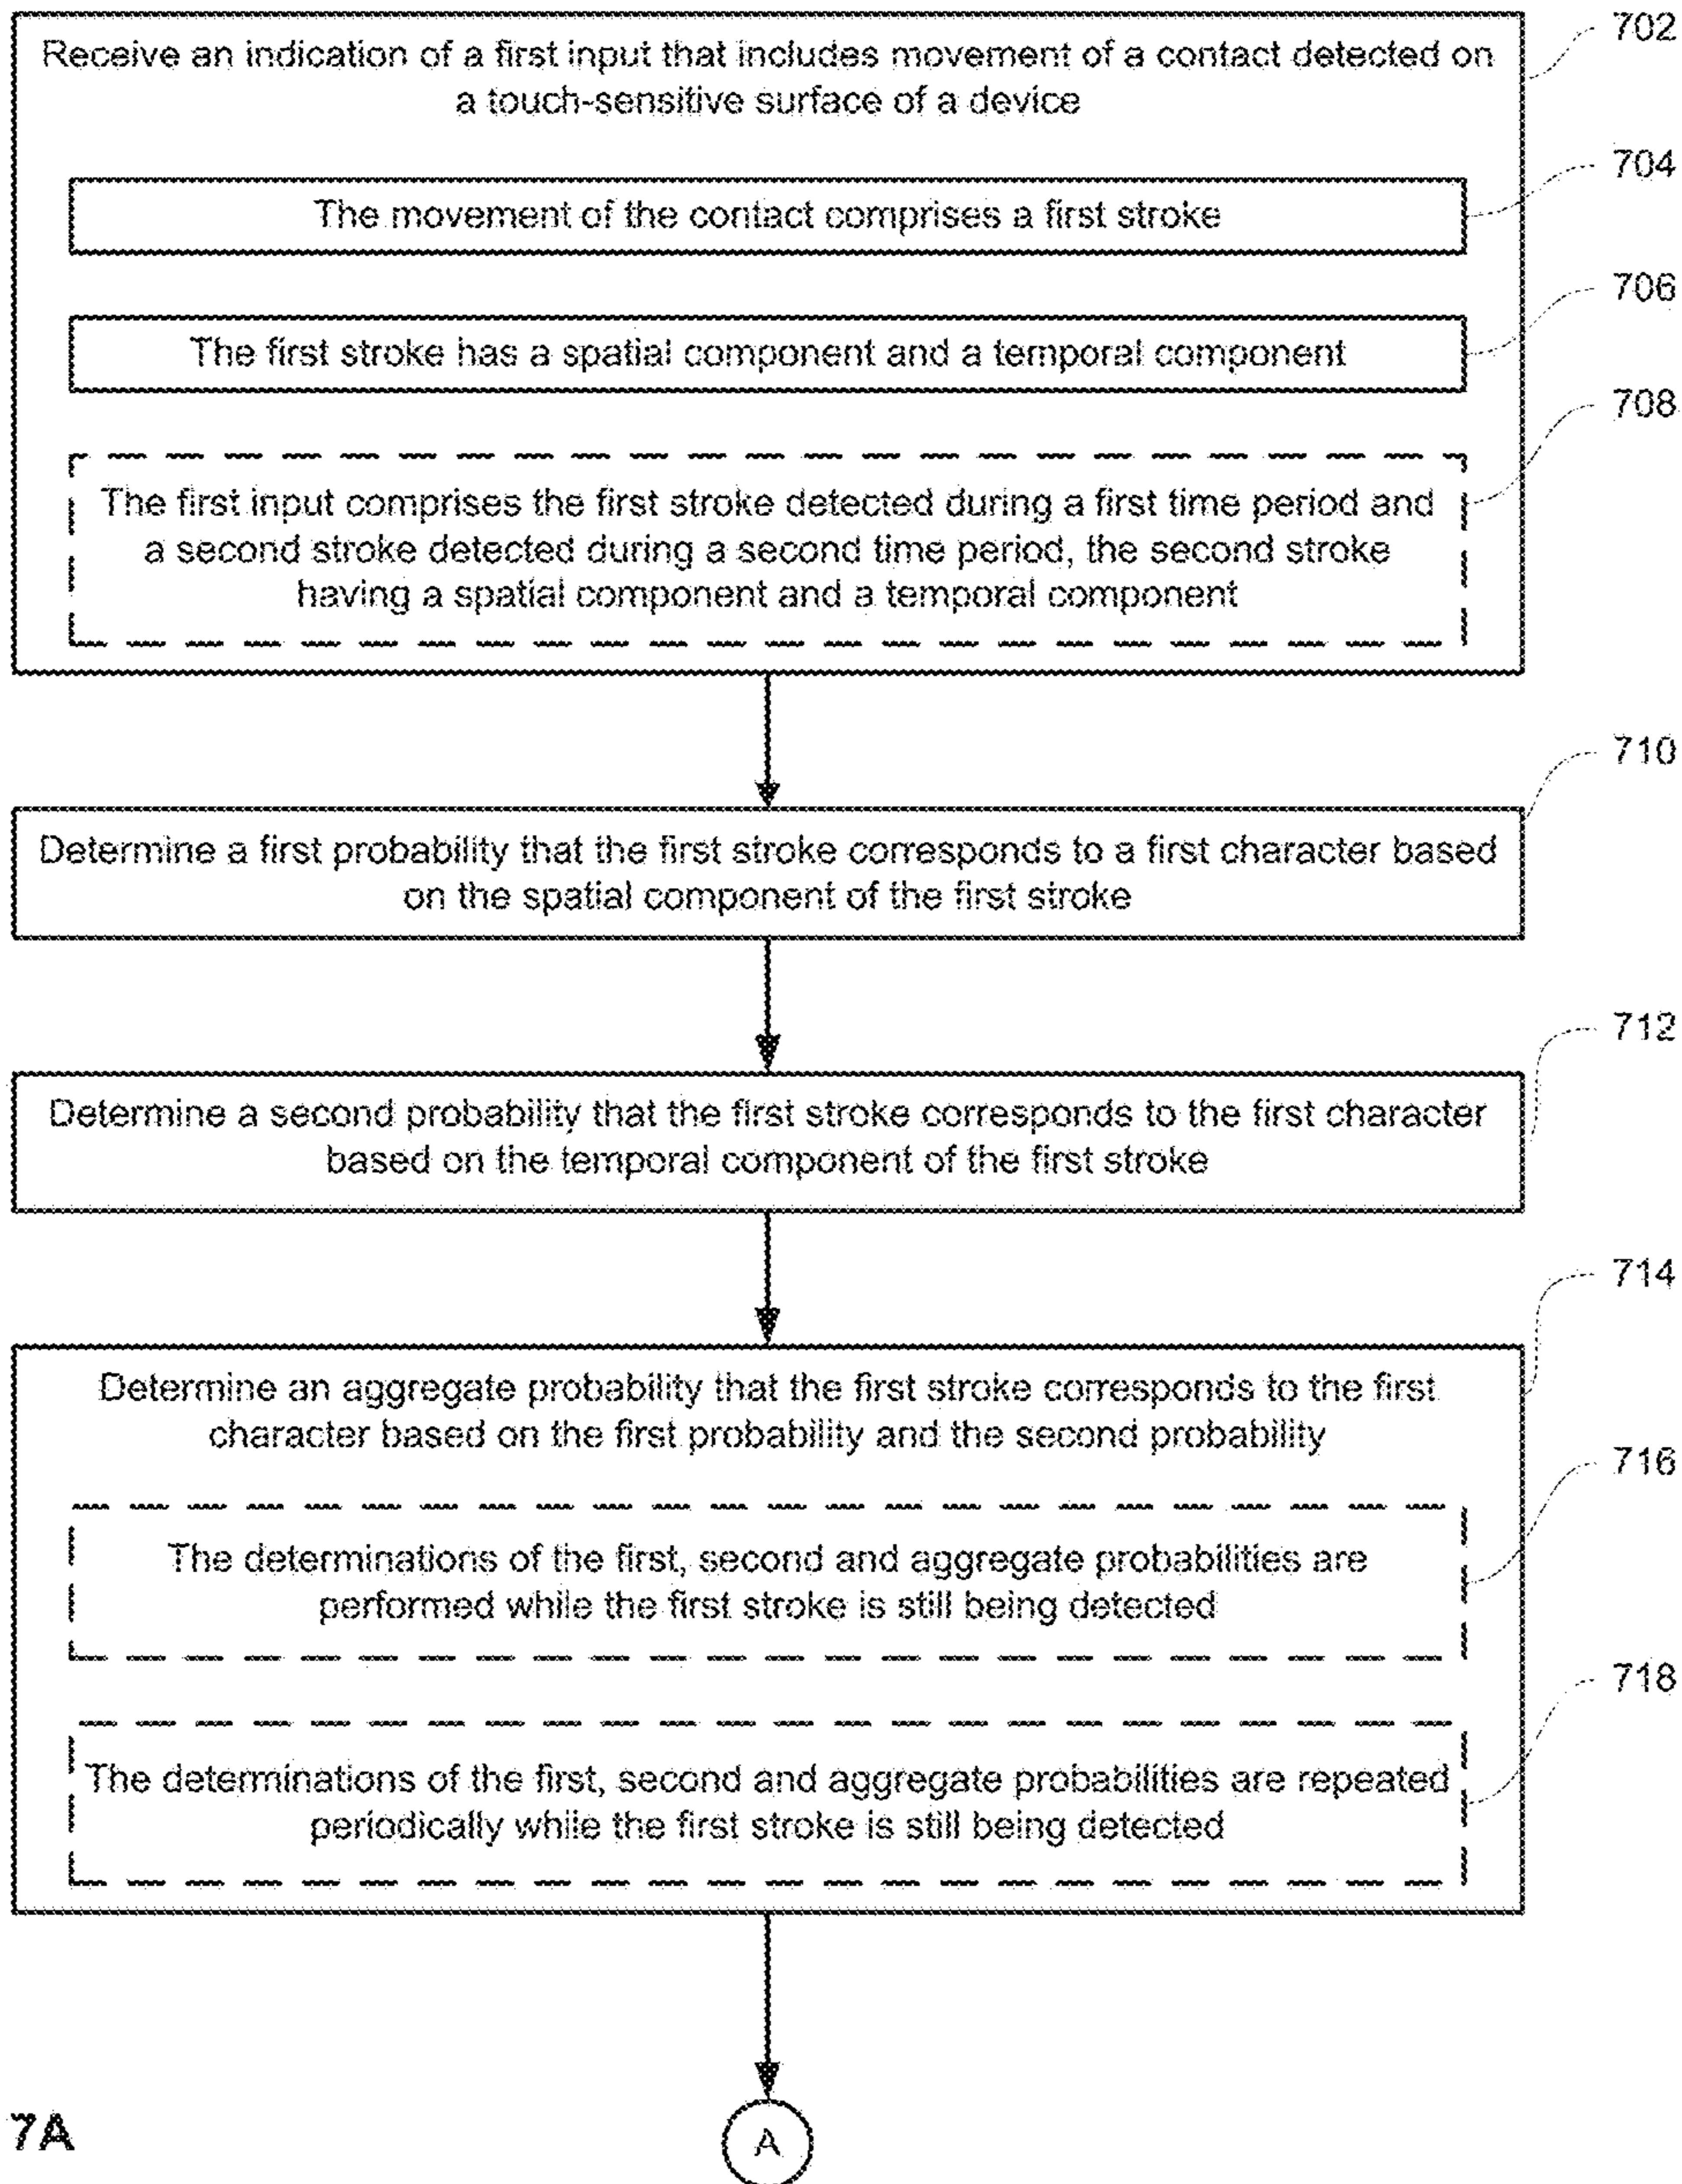 702
Receive an indication of a first input that includes movement of a contact detected on
a touch-sensitive surface of a device
704
The movement of the contact comprises a first stroke
706
The first stroke has a spatial component and a temporal component
708
The first input comprises the first stroke detected during a first time period and
a second stroke detected during a second time period, the second stroke
having a spatial component and a temporal component
710
Determine a first probability that the first stroke corresponds to a first character based
on the spatial component of the first stroke
712
Determine a second probability that the first stroke corresponds to the first character
based on the temporal component of the first stroke
714
Determine an aggregate probability that the first stroke corresponds to the first
character based on the first probability and the second probability
716
The determinations of the first, second and aggregate probabilities are
performed while the first stroke is still being detected
718
The determinations of the first, second and aggregate probabilities are repeated
periodically while the first stroke is still being detected
7A
A